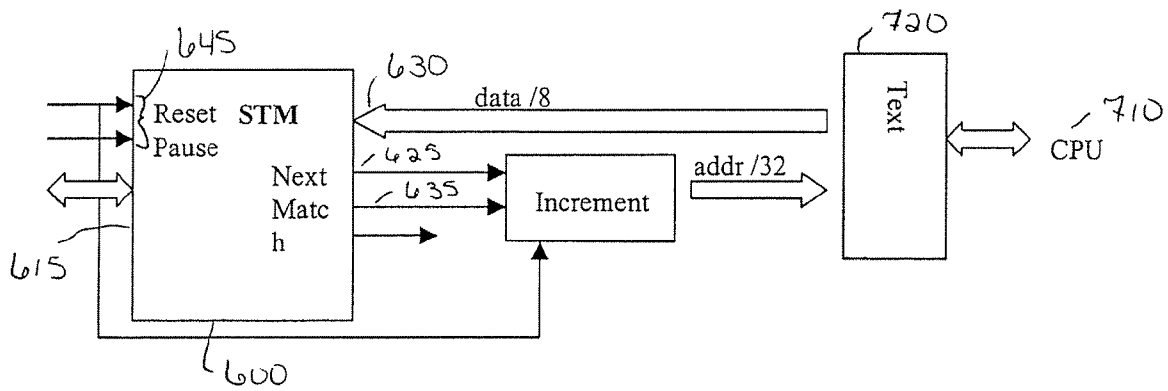 645
720
630
data /8
Reset STM
Pause
Text
710
CPU
625
Next
addr /32
635
Matc
Increment
h
615
600